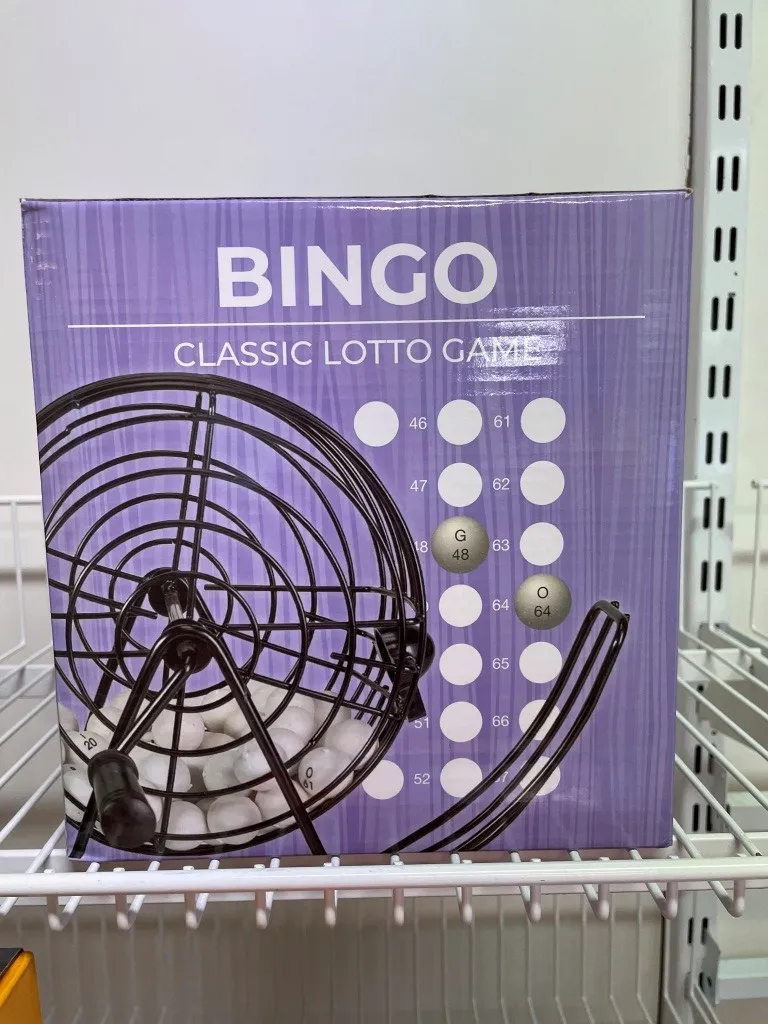 BINGO
CLASSIC LOTTO GAME
46 61
47 62
G
48
63
64
O
64
65
51 66
52
20
O